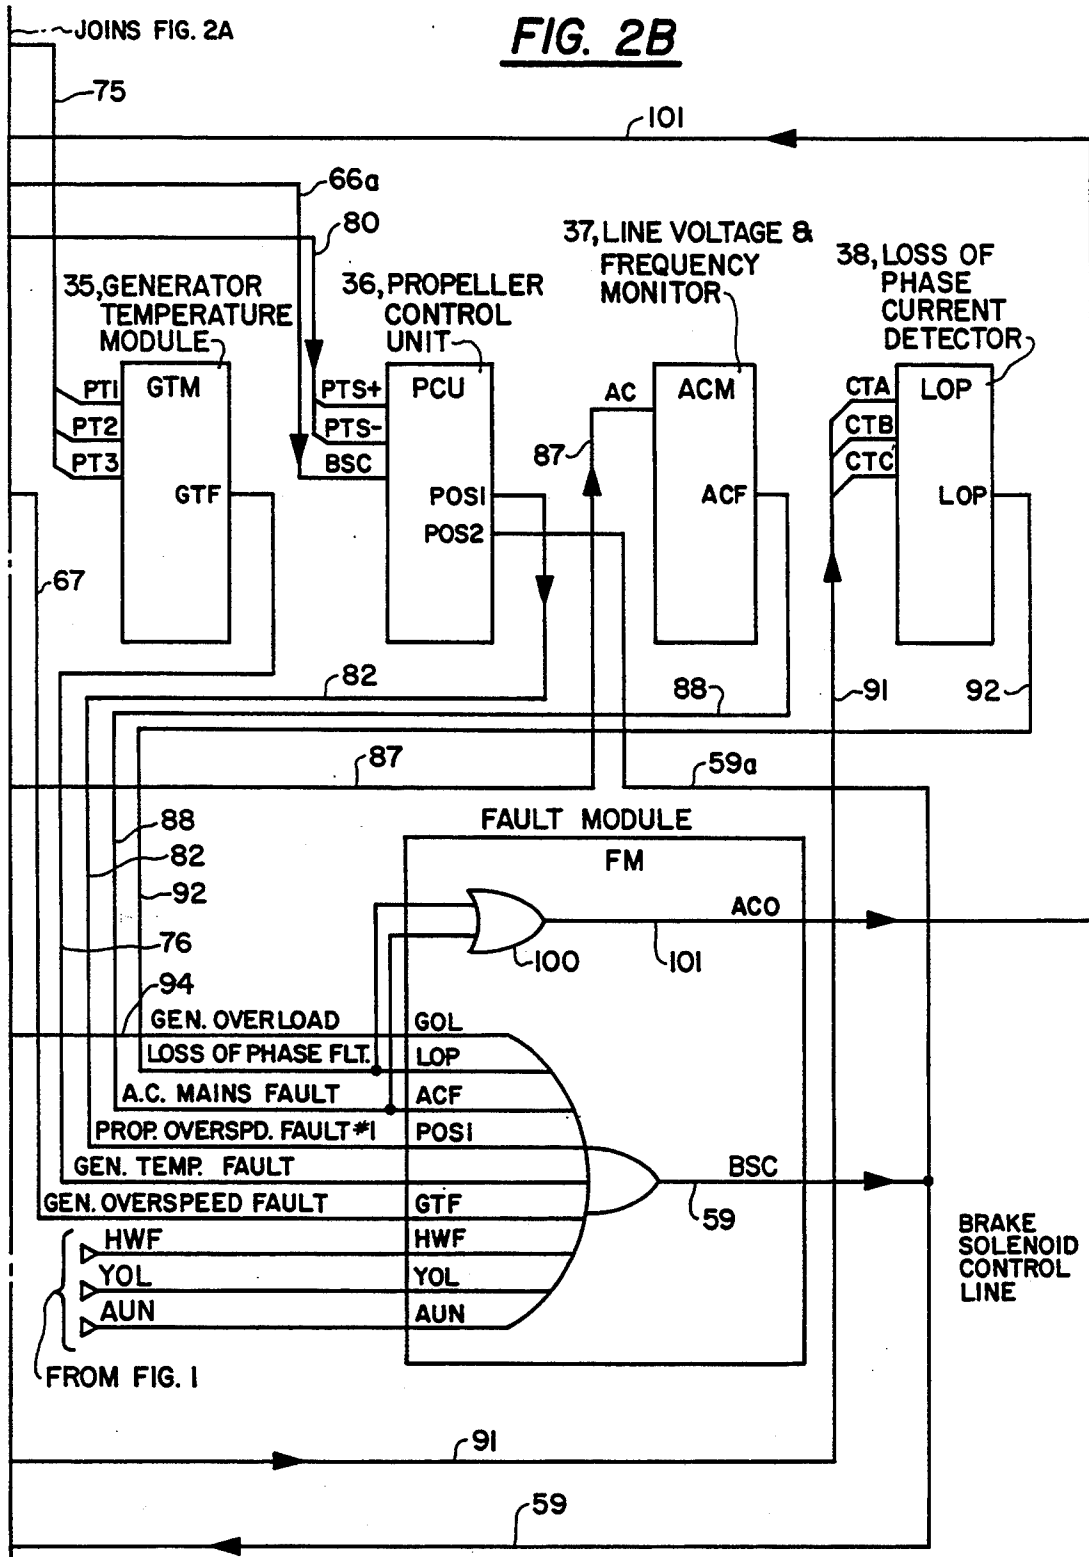 JOINS FIG. 2A
FIG. 2B
75
101
66a
80
35, GENERATOR
TEMPERATURE
MODULE
36, PROPELLER
CONTROL
UNIT
37, LINE VOLTAGE &
FREQUENCY
MONITOR
38, LOSS OF
PHASE
CURRENT
DETECTOR
PT1
PT2
PT3
GTM
GTF
PTS+
PTS-
BSC
PCU
POS1
POS2
AC
87
ACM
ACF
CTA
CTB
CTC
LOP
LOP
67
82
88
91
92
87
59a
88
82
92
76
94
FAULT MODULE
FM
100
101
ACO
GEN. OVERLOAD GOL
LOSS OF PHASE FLT. LOP
A.C. MAINS FAULT ACF
PROP. OVERSPD. FAULT #1 POS1
GEN. TEMP. FAULT
GEN. OVERSPEED FAULT GTF
HWF HWF
YOL YOL
AUN AUN
BSC
59
BRAKE
SOLENOID
CONTROL
LINE
FROM FIG. 1
91
59